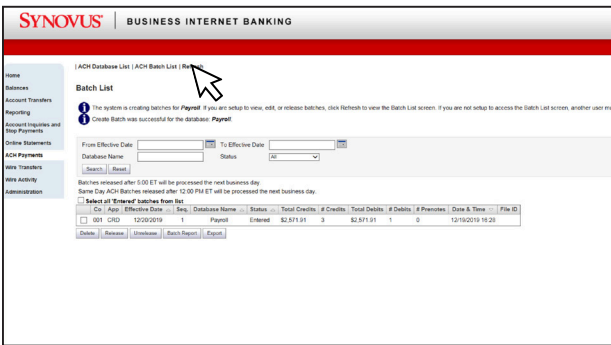 SYNOVUS® | BUSINESS INTERNET BANKING
| ACH Database List | ACH Batch List | Refresh
Home
Balances
Account Transfers
Reporting
Account Inquiries and
Stop Payments
Online Statements
ACH Payments
Wire Transfers
Wire Activity
Administration
Batch List
The system is creating batches for Payroll. If you are setup to view, edit, or release batches, click Refresh to view the Batch List screen. If you are not setup to access the Batch List screen, another user m
Create Batch was successful for the database: Payroll.
From Effective Date To Effective Date
Database Name Status All
Search Reset
Batches released after 5:00 ET will be processed the next business day.
Same Day ACH Batches released after 12:00 PM ET will be processed the next business day.
Select all 'Entered' batches from list
Co App Effective Date Seq. Database Name Status Total Credits # Credits Total Debits # Debits # Prenotes Date & Time File ID
001 CRD 12/20/2019 1 Payroll Entered $2,571.91 3 $2,571.91 1 0 12/19/2019 16:28
Delete Release Unrelease Batch Report Export